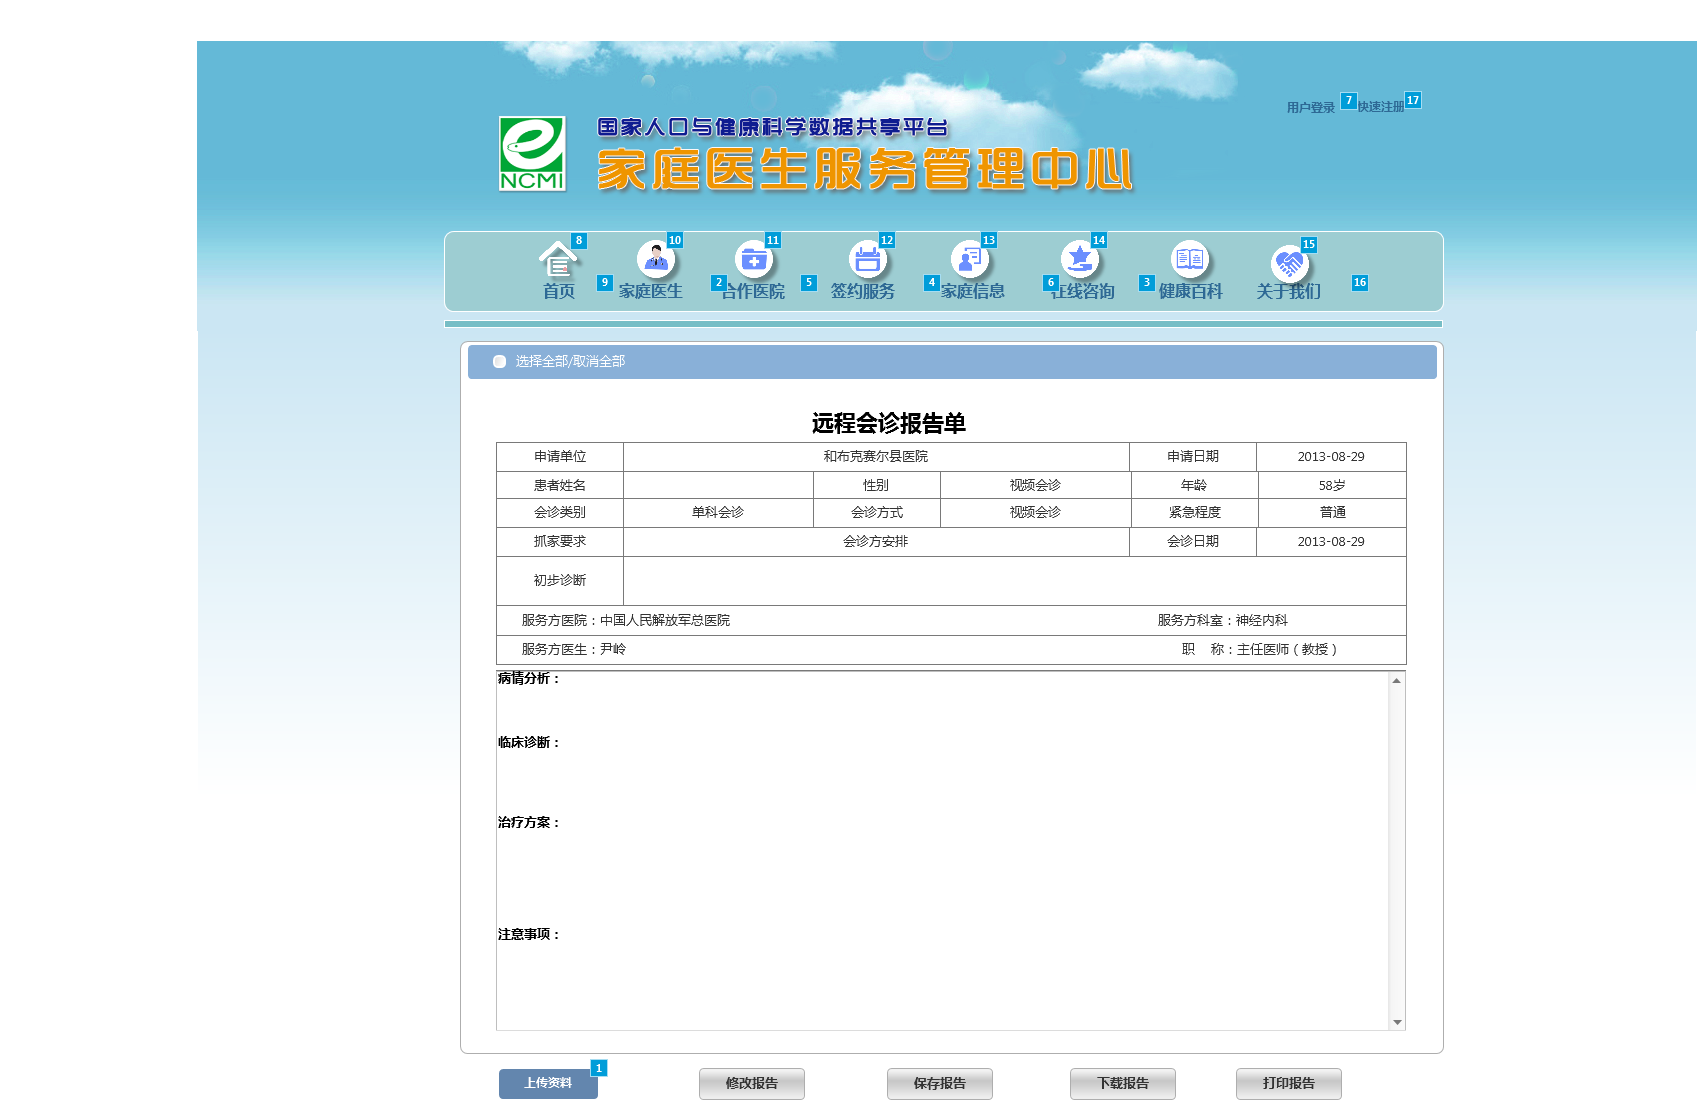 用户登录 7 快速注册 17
国家人口与健康科学数据共享平台
NCMI
家庭医生服务管理中心
8 10 11 12 13 14 15
首页 9 家庭医生 2 合作医院 5 签约服务 4 家庭信息 6 在线咨询 3 健康百科 关于我们 16
选择全部/取消全部
远程会诊报告单
申请单位 和布克赛尔县医院 申请日期 2013-08-29
患者姓名 性别 视频会诊 年龄 58岁
会诊类别 单科会诊 会诊方式 视频会诊 紧急程度 普通
抓家要求 会诊方安排 会诊日期 2013-08-29
初步诊断
服务方医院：中国人民解放军总医院 服务方科室：神经内科
服务方医生：尹岭 职 称：主任医师（教授）
病情分析：
临床诊断：
治疗方案：
注意事项：
1
上传资料 修改报告 保存报告 下载报告 打印报告